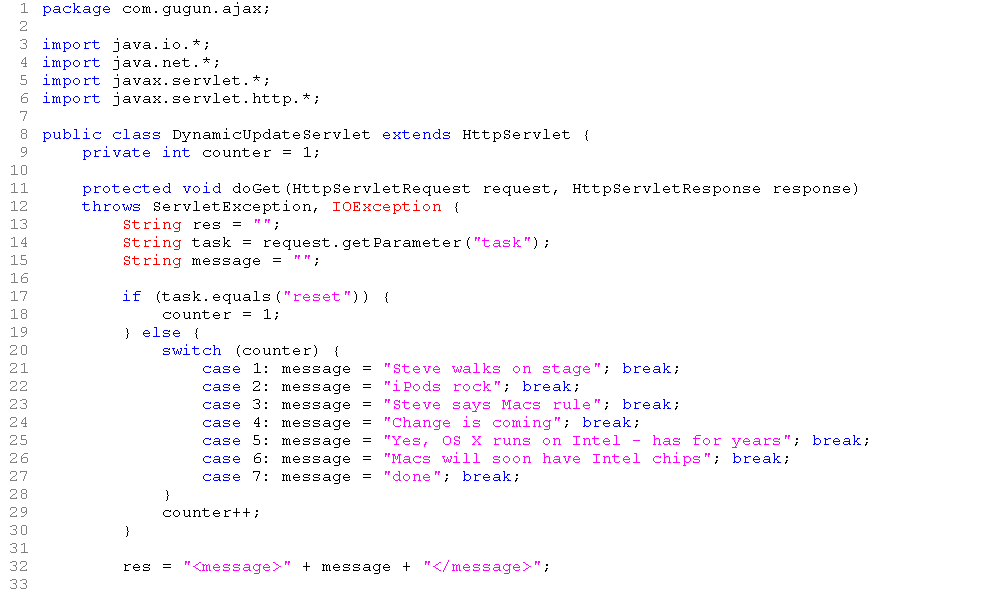 1 package com.gugun.ajax;
2
3 import java.io.*;
4 import java.net.*;
5 import javax.servlet.*;
6 import javax.servlet.http.*;
7
8 public class DynamicUpdateServlet extends HttpServlet {
9     private int counter = 1;
10
11     protected void doGet(HttpServletRequest request, HttpServletResponse response)
12     throws ServletException, IOException {
13         String res = "";
14         String task = request.getParameter("task");
15         String message = "";
16
17         if (task.equals("reset")) {
18             counter = 1;
19         } else {
20             switch (counter) {
21                 case 1: message = "Steve walks on stage"; break;
22                 case 2: message = "iPods rock"; break;
23                 case 3: message = "Steve says Macs rule"; break;
24                 case 4: message = "Change is coming"; break;
25                 case 5: message = "Yes, OS X runs on Intel - has for years"; break;
26                 case 6: message = "Macs will soon have Intel chips"; break;
27                 case 7: message = "done"; break;
28             }
29             counter++;
30         }
31
32         res = "<message>" + message + "</message>";
33